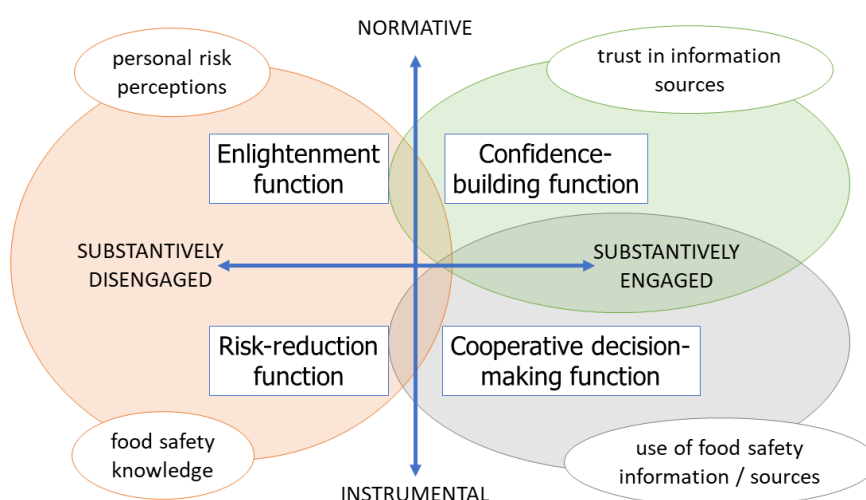 NORMATIVE
personal risk
perceptions
trust in information
sources
Enlightenment
function
Confidence-
building function
SUBSTANTIVELY
DISENGAGED
SUBSTANTIVELY
ENGAGED
Risk-reduction
function
Cooperative decision-
making function
food safety
knowledge
use of food safety
information / sources
INSTRUMENTAL